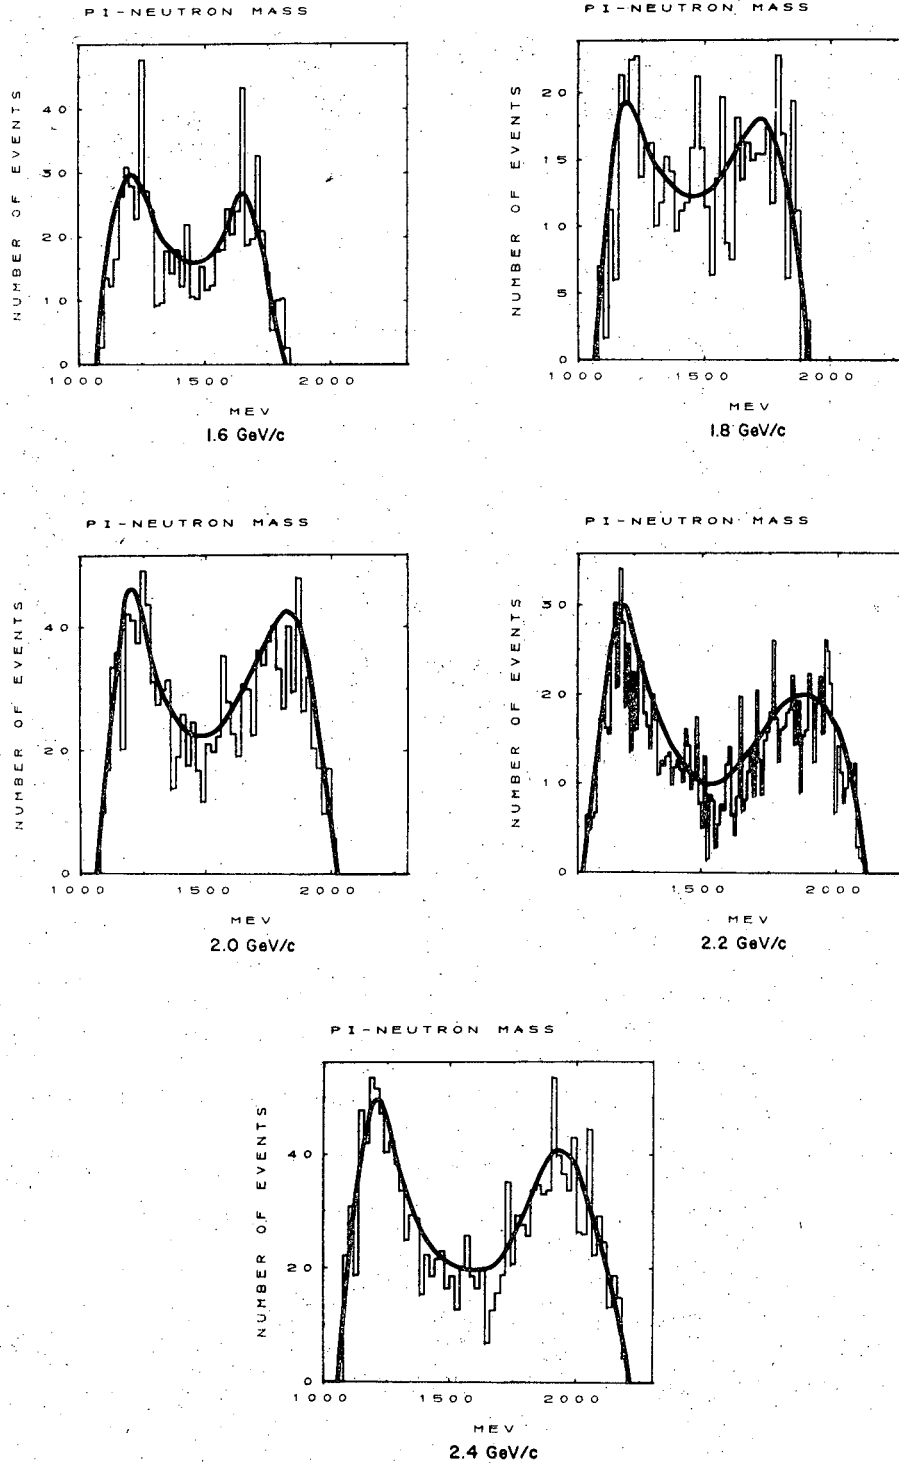 PI-NEUTRON MASS
NUMBER OF EVENTS
40
30
20
10
0
1000 1500 2000
MEV
1.6 GeV/c
PI-NEUTRON MASS
NUMBER OF EVENTS
20
15
10
5
0
1000 1500 2000
MEV
1.8 GeV/c
PI-NEUTRON MASS
NUMBER OF EVENTS
40
20
0
1000 1500 2000
MEV
2.0 GeV/c
PI-NEUTRON MASS
NUMBER OF EVENTS
30
20
10
0
1500 2000
MEV
2.2 GeV/c
PI-NEUTRON MASS
NUMBER OF EVENTS
40
20
0
1000 1500 2000
MEV
2.4 GeV/c